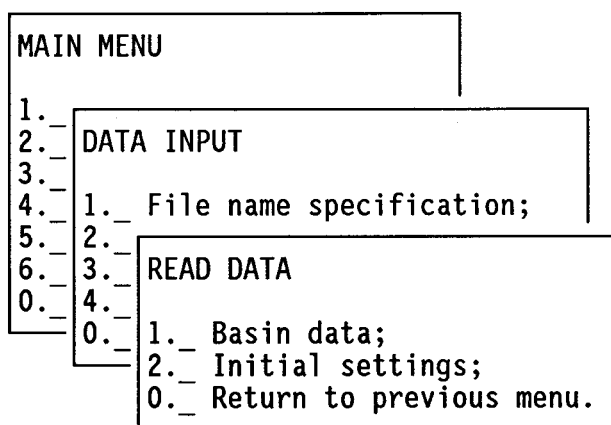 MAIN MENU
1._
2._
3._
4._
5._
6._
0._
DATA INPUT
1._ File name specification;
2._
3._
4._
0._
READ DATA
1._ Basin data;
2._ Initial settings;
0._ Return to previous menu.